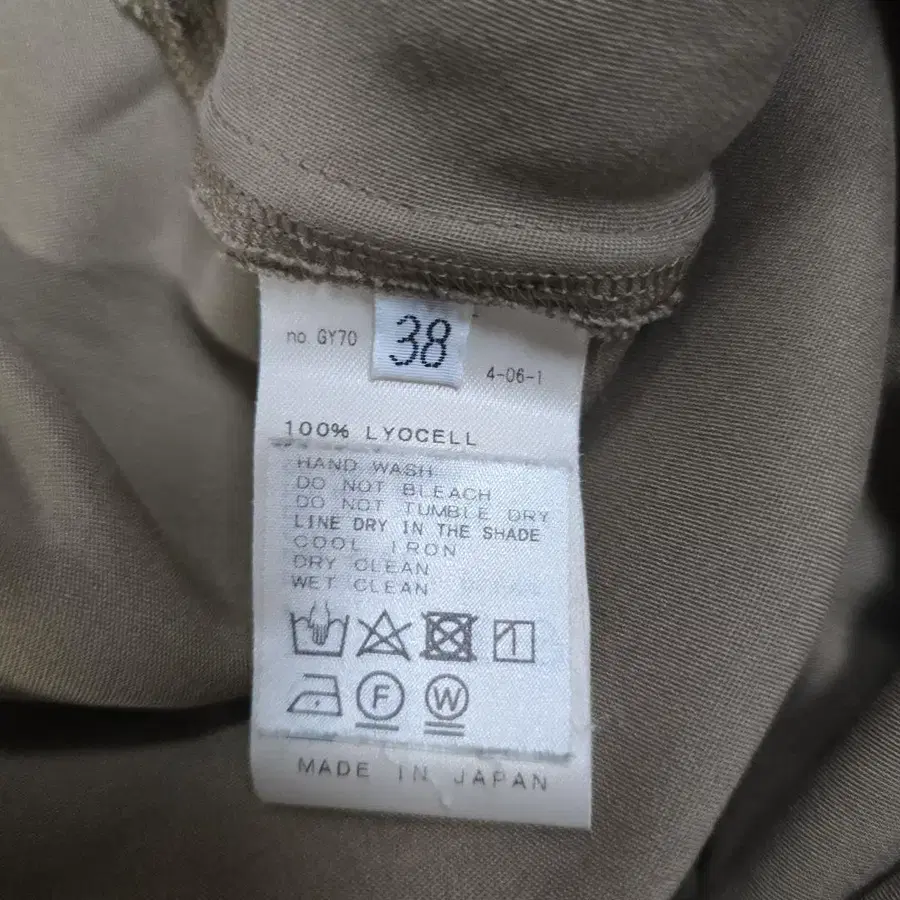 no. GY70
38
4-06-1
100% LYOCELL
HAND WASH
DO NOT BLEACH
DO NOT TUMBLE DRY
LINE DRY IN THE SHADE
COOL IRON
DRY CLEAN
WET CLEAN
F W
MADE IN JAPAN